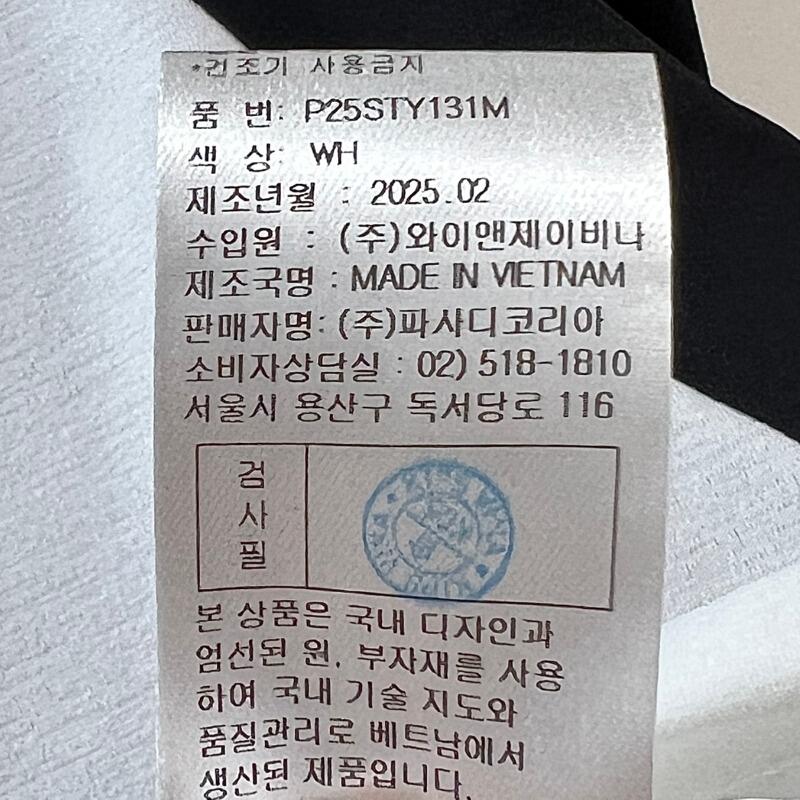 *건조기 사용금지
품 번: P25STY131M
색 상: WH
제조년월 : 2025.02
수입원 : (주)와이앤제이비나
제조국명 : MADE IN VIETNAM
판매자명: (주)파사디코리아
소비자상담실 : 02) 518-1810
서울시 용산구 독서당로 116
검
사
필
본 상품은 국내 디자인과
엄선된 원, 부자재를 사용
하여 국내 기술 지도와
품질관리로 베트남에서
생산된 제품입니다.